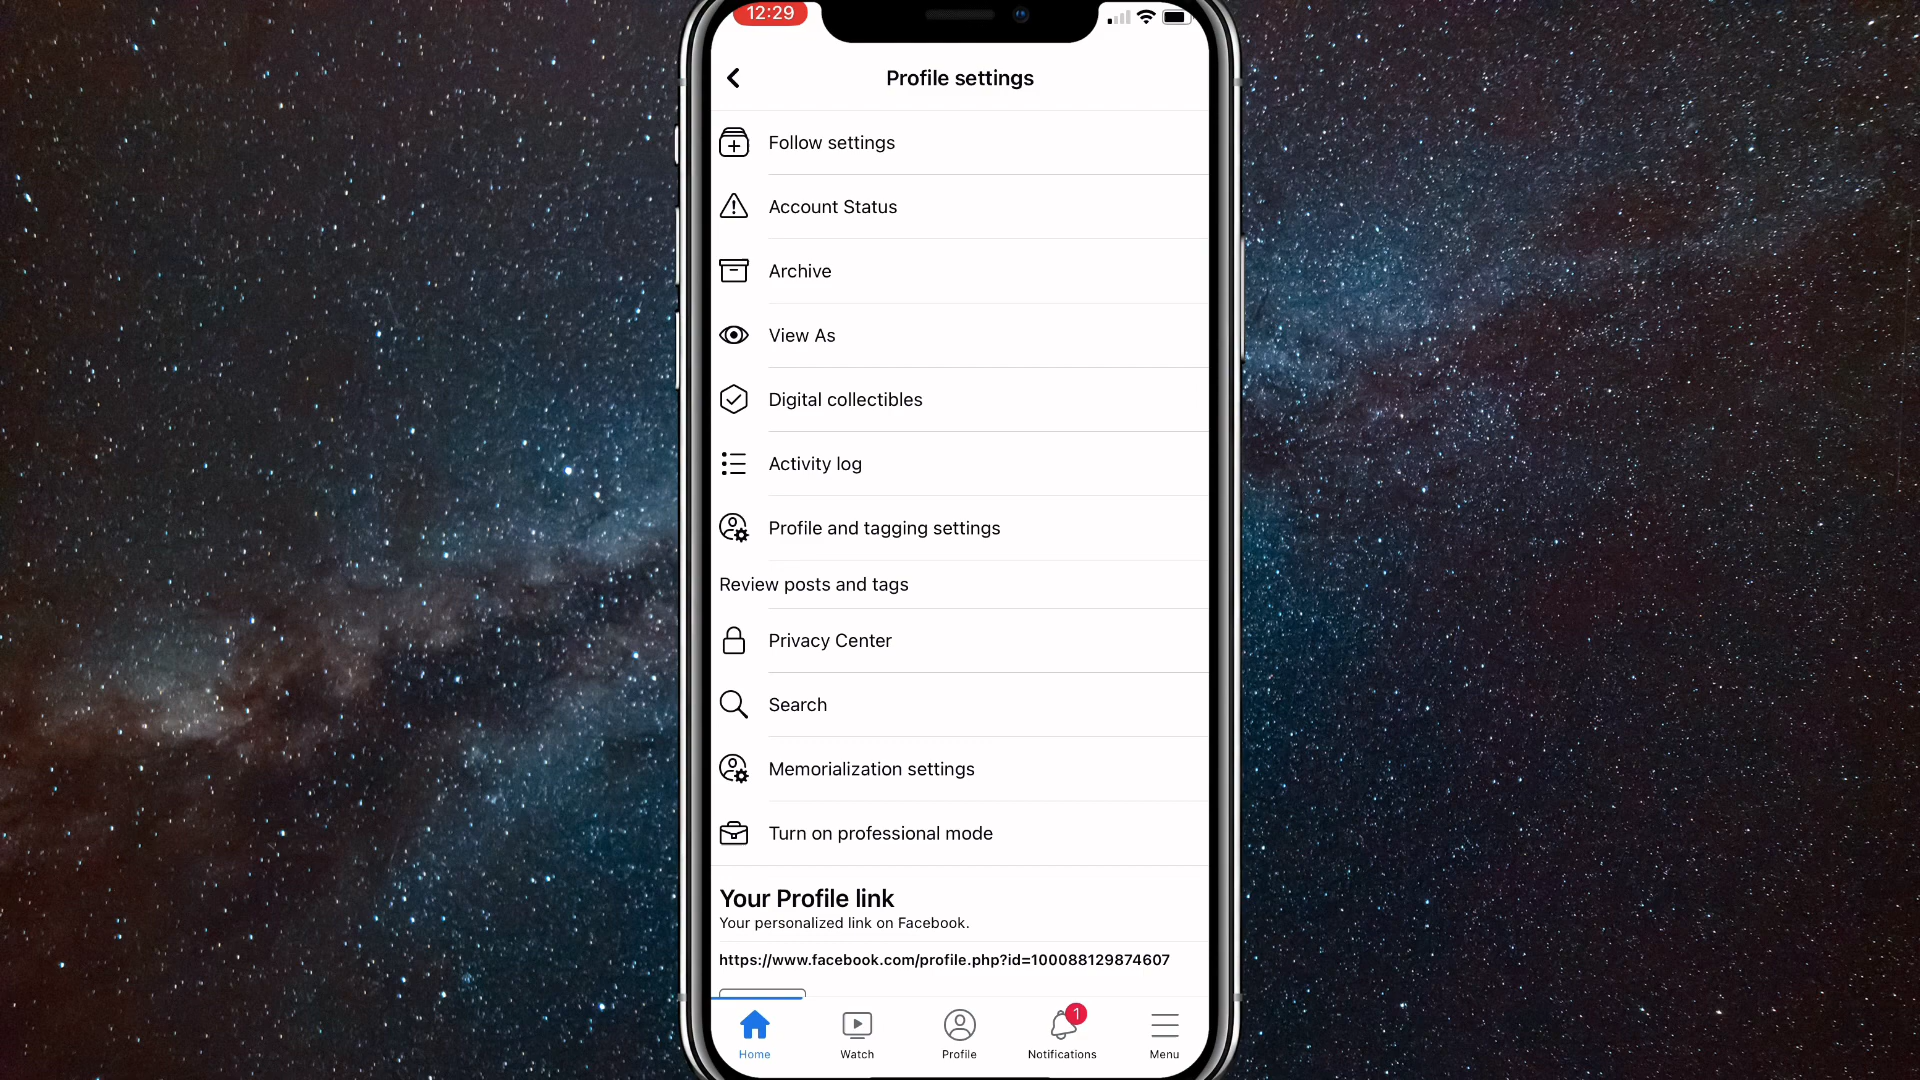 12:29
Profile settings
Follow settings
Account Status
Archive
View As
Digital collectibles
Activity log
Profile and tagging settings
Review posts and tags
Privacy Center
Search
Memorialization settings
Turn on professional mode
Your Profile link
Your personalized link on Facebook.
https://www.facebook.com/profile.php?id=100088129874607
1
Home Watch Profile Notifications Menu